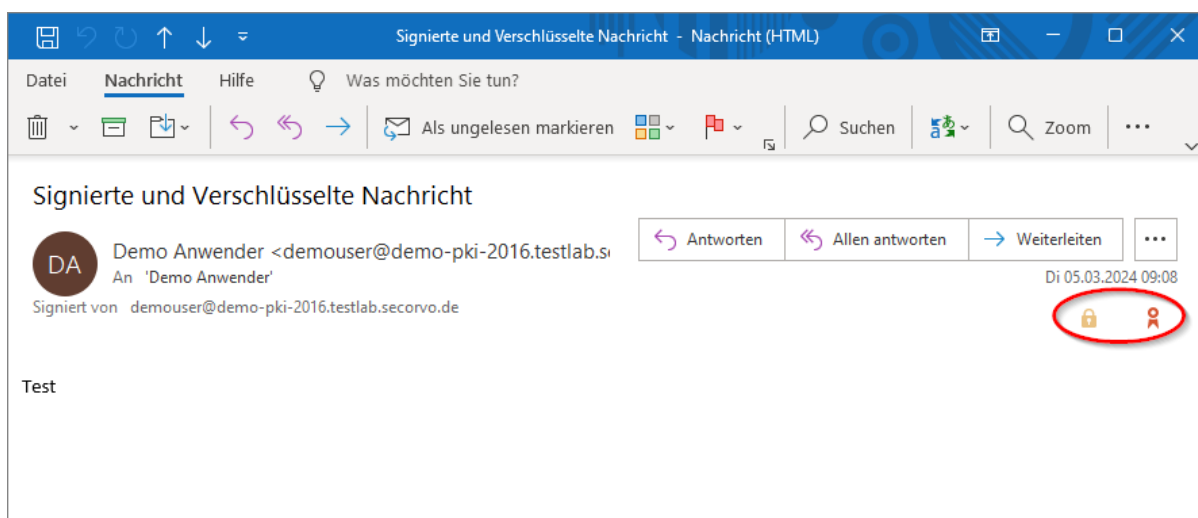 Signierte und Verschlüsselte Nachricht - Nachricht (HTML)
Datei Nachricht Hilfe Was möchten Sie tun?
Als ungelesen markieren Suchen Zoom
Signierte und Verschlüsselte Nachricht
DA
Demo Anwender <demouser@demo-pki-2016.testlab.se
Antworten Allen antworten Weiterleiten
An 'Demo Anwender'
Di 05.03.2024 09:08
Signiert von demouser@demo-pki-2016.testlab.secorvo.de
Test